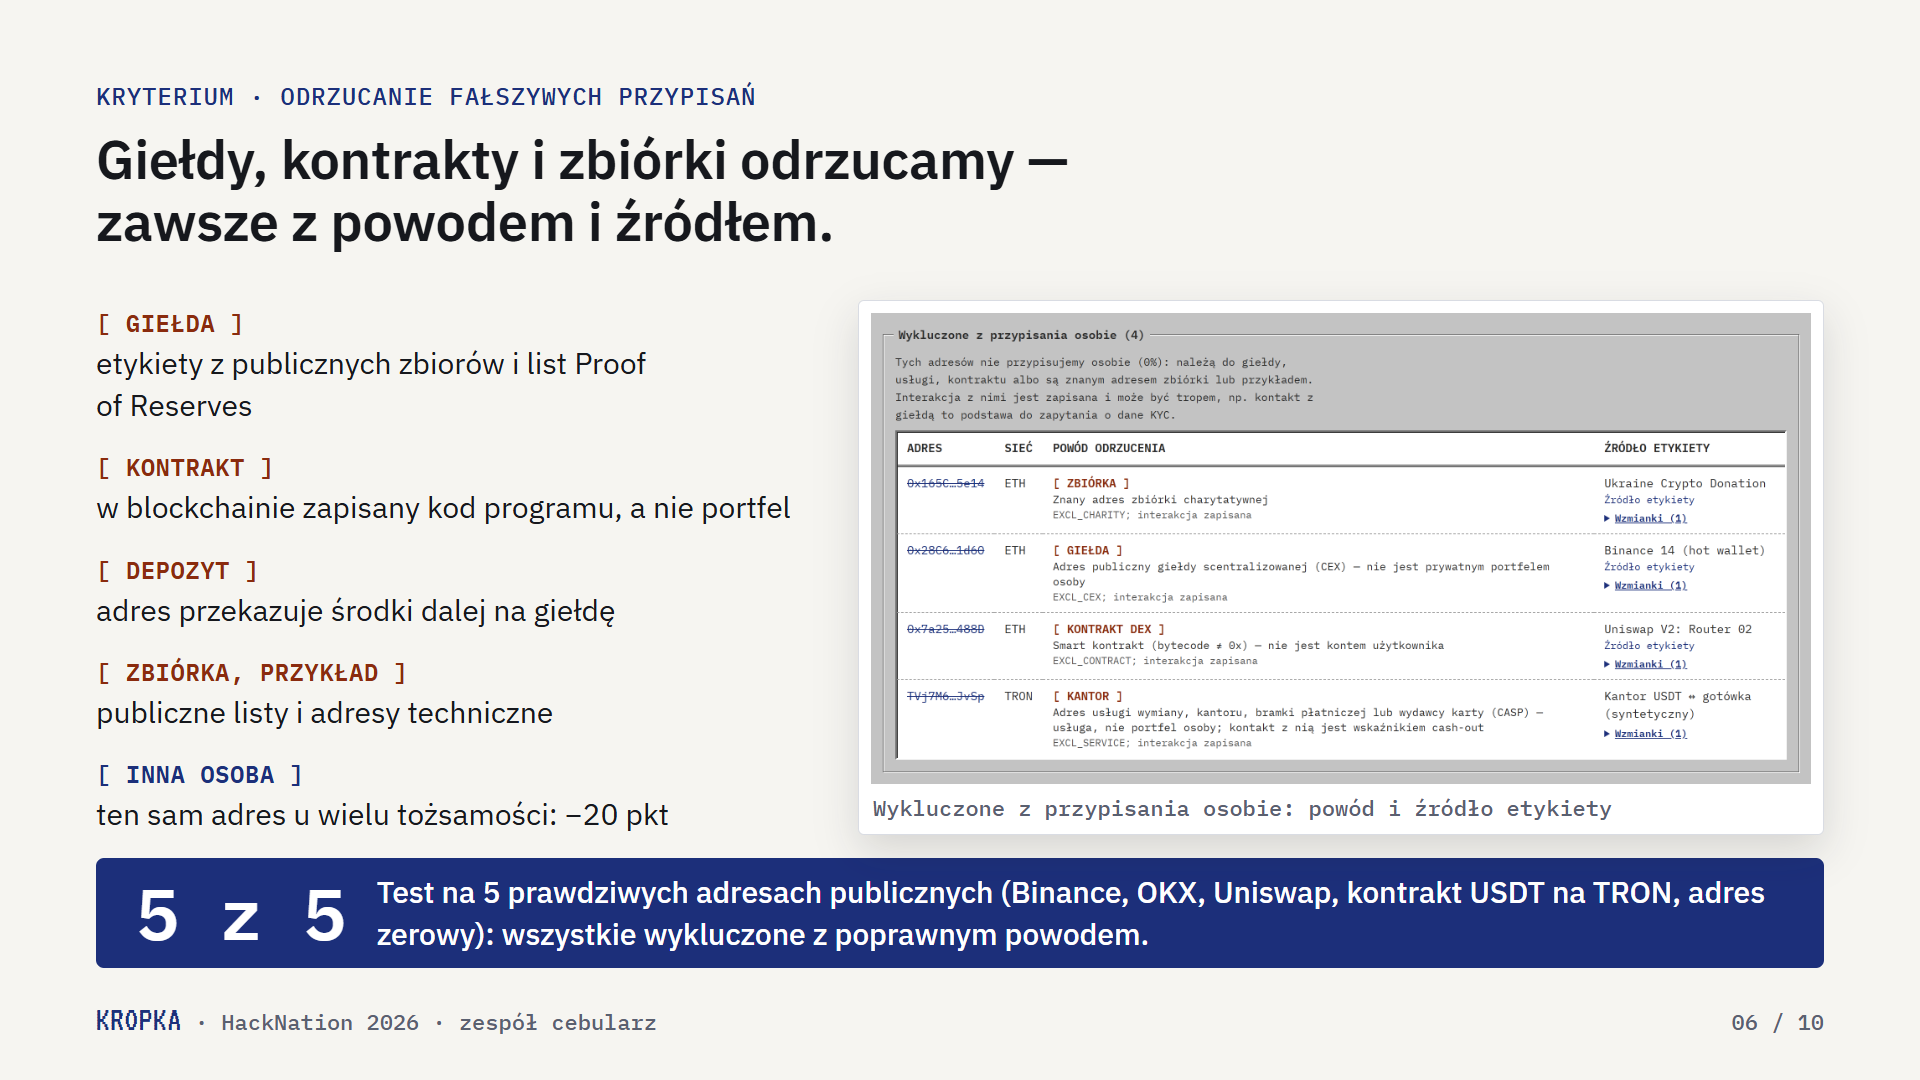 KRYTERIUM · ODRZUCANIE FAŁSZYWYCH PRZYPISAŃ
Giełdy, kontrakty i zbiórki odrzucamy —
zawsze z powodem i źródłem.
[ GIEŁDA ]
etykiety z publicznych zbiorów i list Proof
of Reserves
[ KONTRAKT ]
w blockchainie zapisany kod programu, a nie portfel
[ DEPOZYT ]
adres przekazuje środki dalej na giełdę
[ ZBIÓRKA, PRZYKŁAD ]
publiczne listy i adresy techniczne
[ INNA OSOBA ]
ten sam adres u wielu tożsamości: −20 pkt
Wykluczone z przypisania osobie (4)
Tych adresów nie przypisujemy osobie (0%): należą do giełdy,
usługi, kontraktu albo są znanym adresem zbiórki lub przykładem.
Interakcja z nimi jest zapisana i może być tropem, np. kontakt z
giełdą to podstawa do zapytania o dane KYC.
ADRES SIEĆ POWÓD ODRZUCENIA ŹRÓDŁO ETYKIETY
0x165C…5e14 ETH [ ZBIÓRKA ] Ukraine Crypto Donation
Znany adres zbiórki charytatywnej Źródło etykiety
EXCL_CHARITY; interakcja zapisana ▶ Wzmianki (1)
0x28C6…1d60 ETH [ GIEŁDA ] Binance 14 (hot wallet)
Adres publiczny giełdy scentralizowanej (CEX) — nie jest prywatnym portfelem Źródło etykiety
osoby ▶ Wzmianki (1)
EXCL_CEX; interakcja zapisana
0x7a25…488D ETH [ KONTRAKT DEX ] Uniswap V2: Router 02
Smart kontrakt (bytecode ≠ 0x) — nie jest kontem użytkownika Źródło etykiety
EXCL_CONTRACT; interakcja zapisana ▶ Wzmianki (1)
TVj7M6…JvSp TRON [ KANTOR ] Kantor USDT ↔ gotówka
Adres usługi wymiany, kantoru, bramki płatniczej lub wydawcy karty (CASP) — (syntetyczny)
usługa, nie portfel osoby; kontakt z nią jest wskaźnikiem cash-out ▶ Wzmianki (1)
EXCL_SERVICE; interakcja zapisana
Wykluczone z przypisania osobie: powód i źródło etykiety
5 z 5
Test na 5 prawdziwych adresach publicznych (Binance, OKX, Uniswap, kontrakt USDT na TRON, adres
zerowy): wszystkie wykluczone z poprawnym powodem.
KROPKA · HackNation 2026 · zespół cebularz
06 / 10